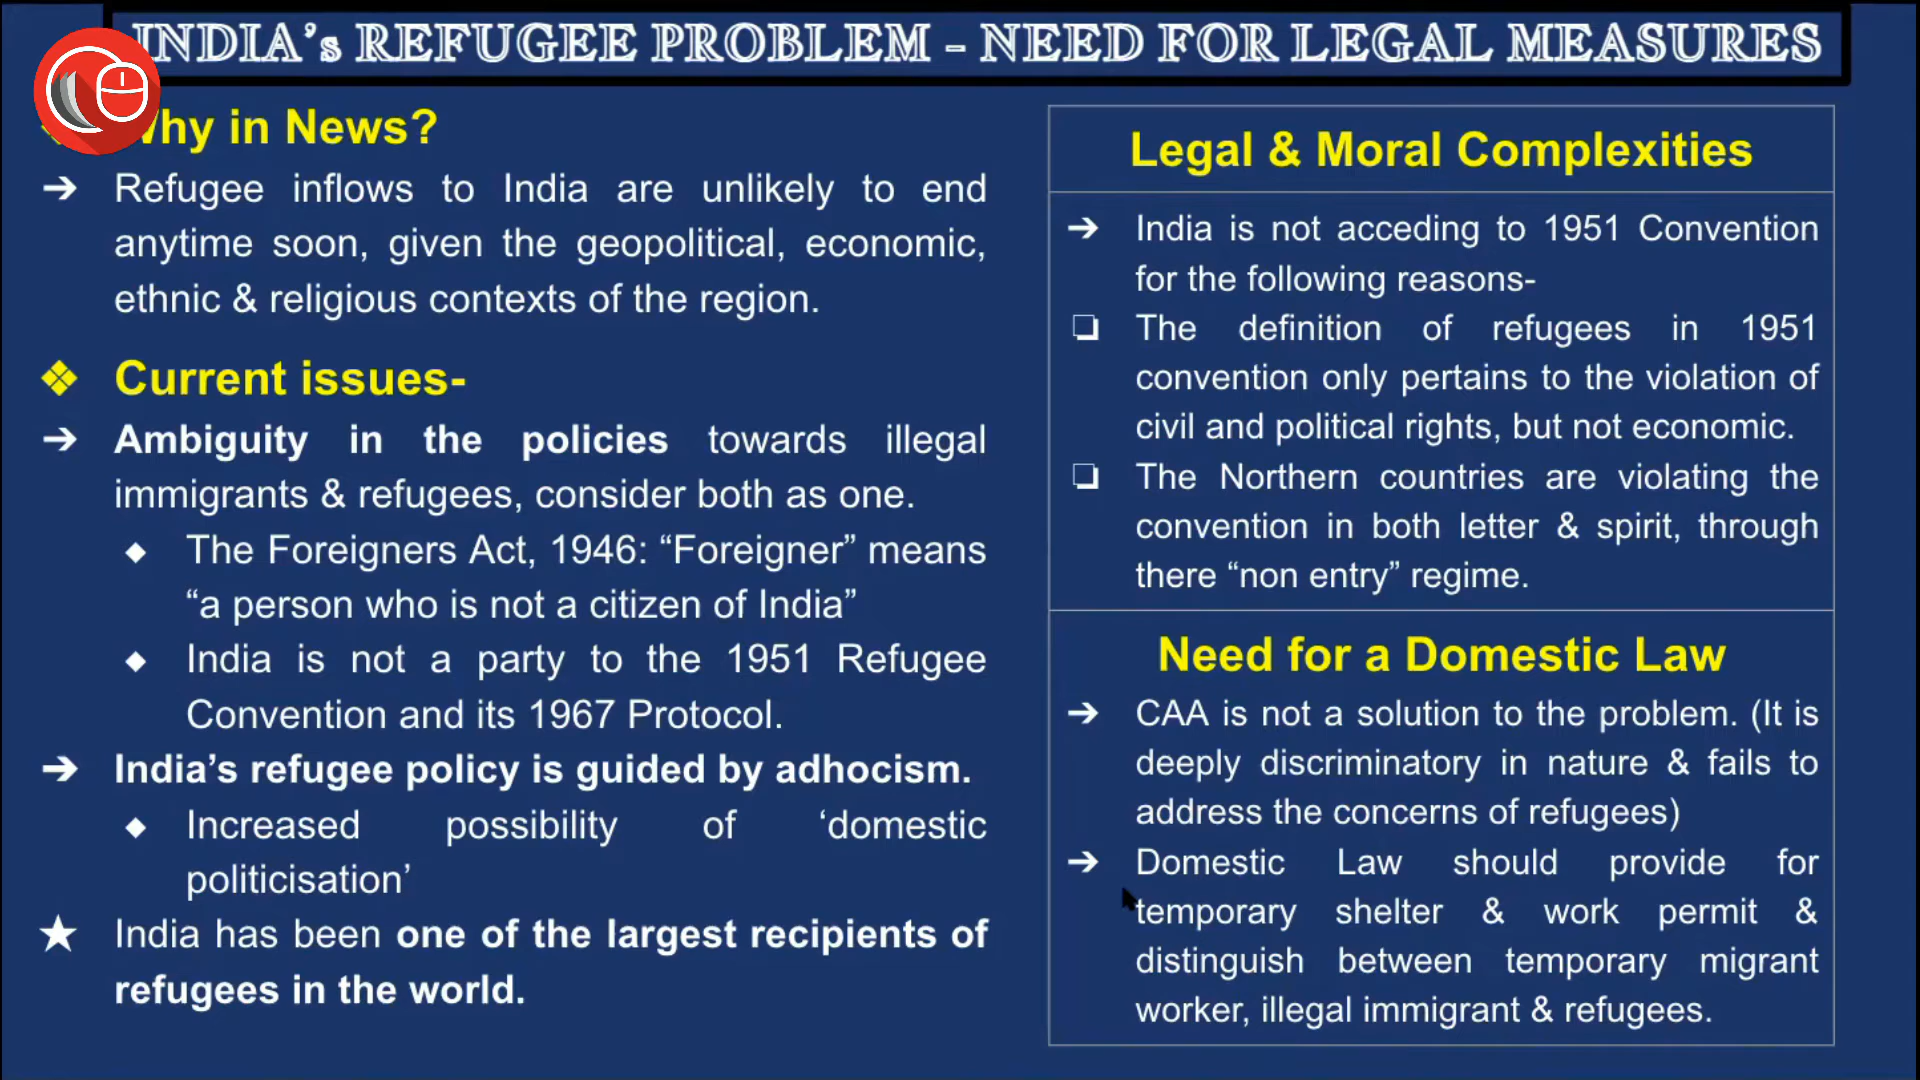 INDIA's REFUGEE PROBLEM - NEED FOR LEGAL MEASURES
Why in News?
➔ Refugee inflows to India are unlikely to end
anytime soon, given the geopolitical, economic,
ethnic & religious contexts of the region.
❖ Current issues-
➔ Ambiguity in the policies towards illegal
immigrants & refugees, consider both as one.
◆ The Foreigners Act, 1946: “Foreigner” means
“a person who is not a citizen of India”
◆ India is not a party to the 1951 Refugee
Convention and its 1967 Protocol.
➔ India’s refugee policy is guided by adhocism.
◆ Increased possibility of ‘domestic
politicisation’
★ India has been one of the largest recipients of
refugees in the world.
Legal & Moral Complexities
➔ India is not acceding to 1951 Convention
for the following reasons-
❏ The definition of refugees in 1951
convention only pertains to the violation of
civil and political rights, but not economic.
❏ The Northern countries are violating the
convention in both letter & spirit, through
there “non entry” regime.
Need for a Domestic Law
➔ CAA is not a solution to the problem. (It is
deeply discriminatory in nature & fails to
address the concerns of refugees)
➔ Domestic Law should provide for
temporary shelter & work permit &
distinguish between temporary migrant
worker, illegal immigrant & refugees.